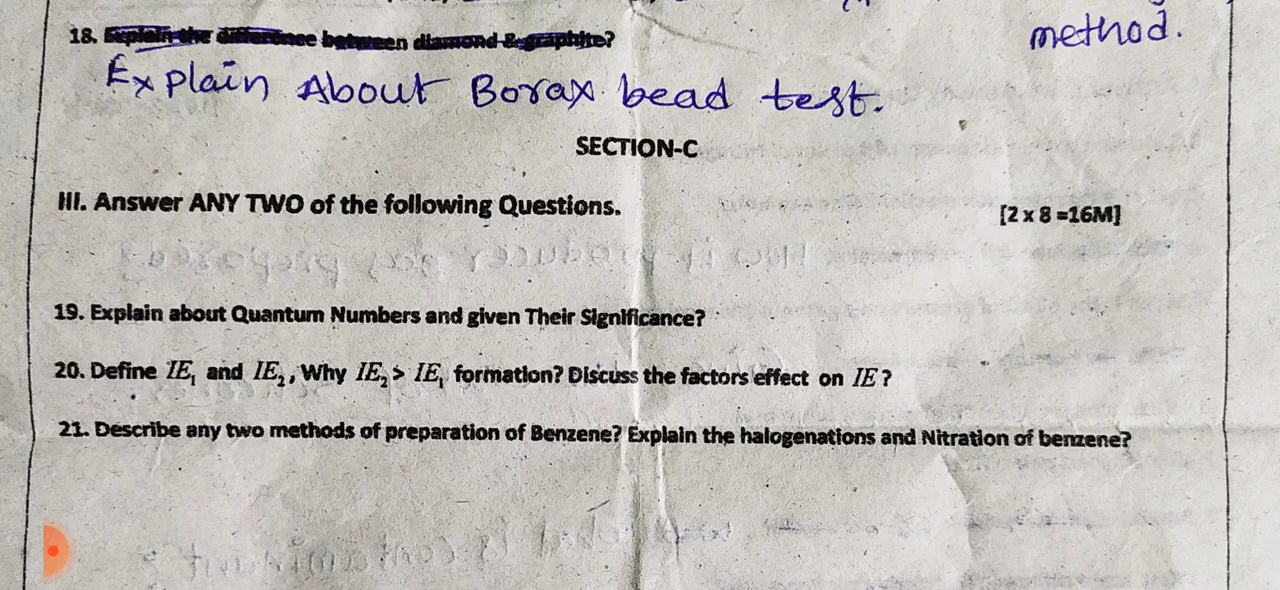 method.
18. Explain the difference between diamond & graphite?
Explain About Borax bead test.
SECTION-C
III. Answer ANY TWO of the following Questions.
[2 x 8 =16M]
19. Explain about Quantum Numbers and given Their Significance?
20. Define IE₁ and IE₂, Why IE₂ > IE₁ formation? Discuss the factors effect on IE?
21. Describe any two methods of preparation of Benzene? Explain the halogenations and Nitration of benzene?